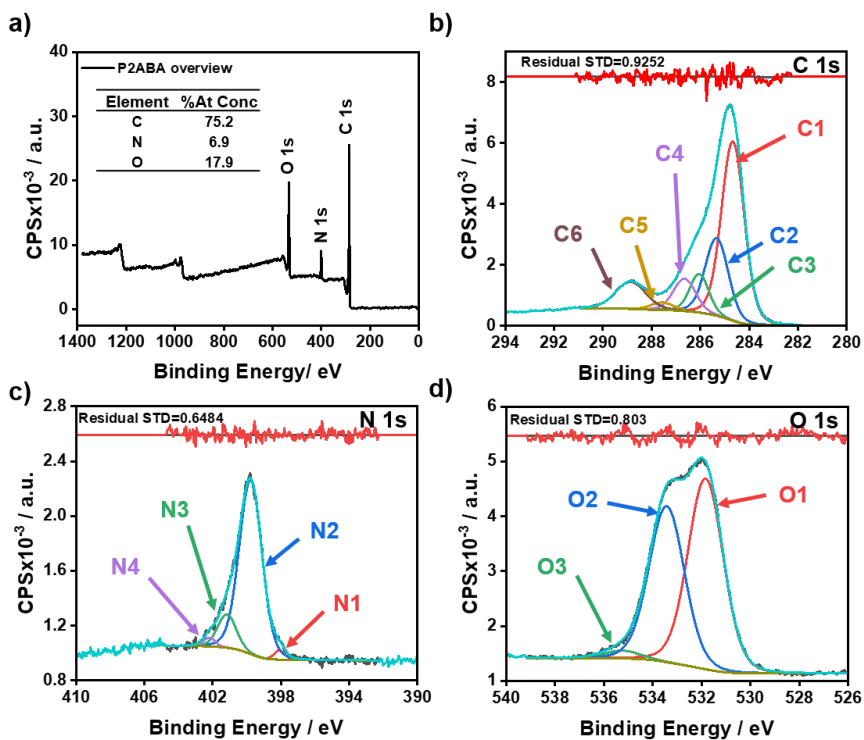 a)
40
30
20
10
0
1400 1200 1000 800 600 400 200 0
CPSx10⁻³ / a.u.
Binding Energy/ eV
P2ABA overview
Element %At Conc
C 75.2
N 6.9
O 17.9
O 1s
N 1s
C 1s
b)
Residual STD=0.9252
C 1s
8
6
4
2
0
294 292 290 288 286 284 282 280
CPSx10⁻³ / a.u.
Binding Energy / eV
C1
C2
C3
C4
C5
C6
c)
Residual STD=0.6484
N 1s
2.8
2.4
2.0
1.6
1.2
0.8
410 406 402 398 394 390
CPSx10⁻³ / a.u.
Binding Energy / eV
N3
N4
N2
N1
d)
Residual STD=0.803
O 1s
6
5
4
3
2
1
540 538 536 534 532 530 528 526
CPSx10⁻³ / a.u.
Binding Energy / eV
O2
O1
O3